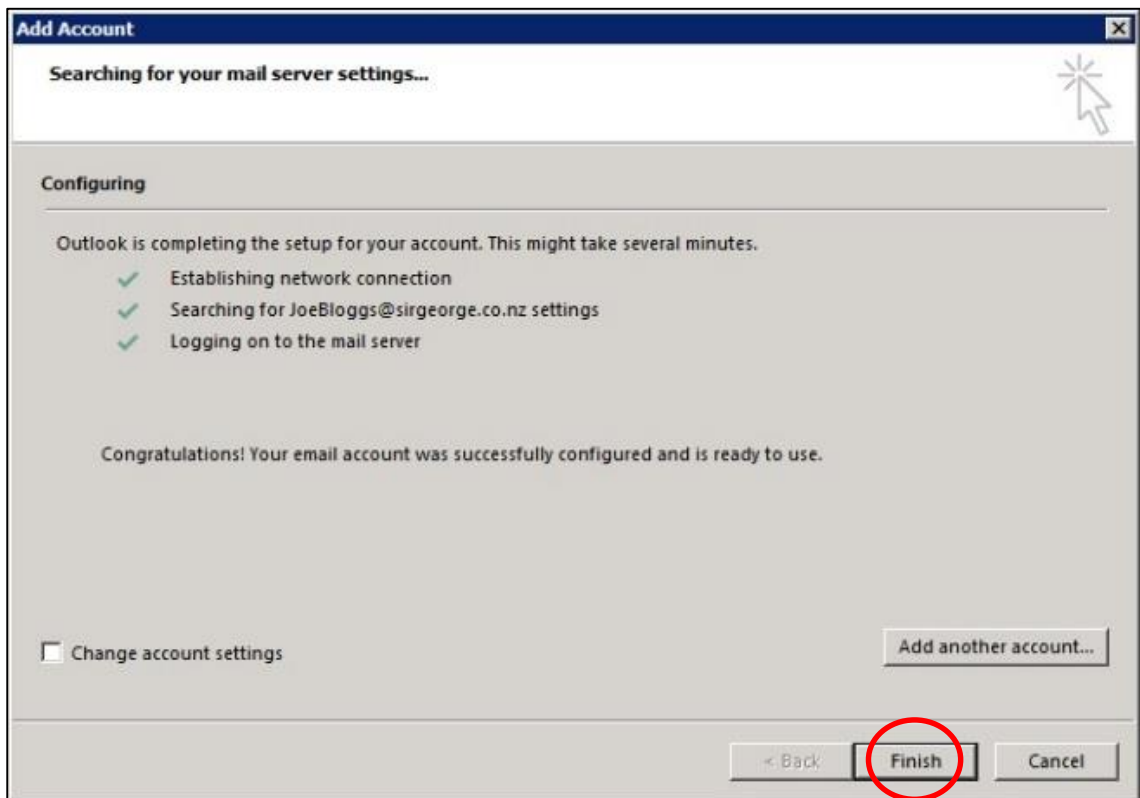 Add Account
Searching for your mail server settings...
Configuring
Outlook is completing the setup for your account. This might take several minutes.
Establishing network connection
Searching for JoeBloggs@sirgeorge.co.nz settings
Logging on to the mail server
Congratulations! Your email account was successfully configured and is ready to use.
Change account settings
Add another account...
< Back Finish Cancel